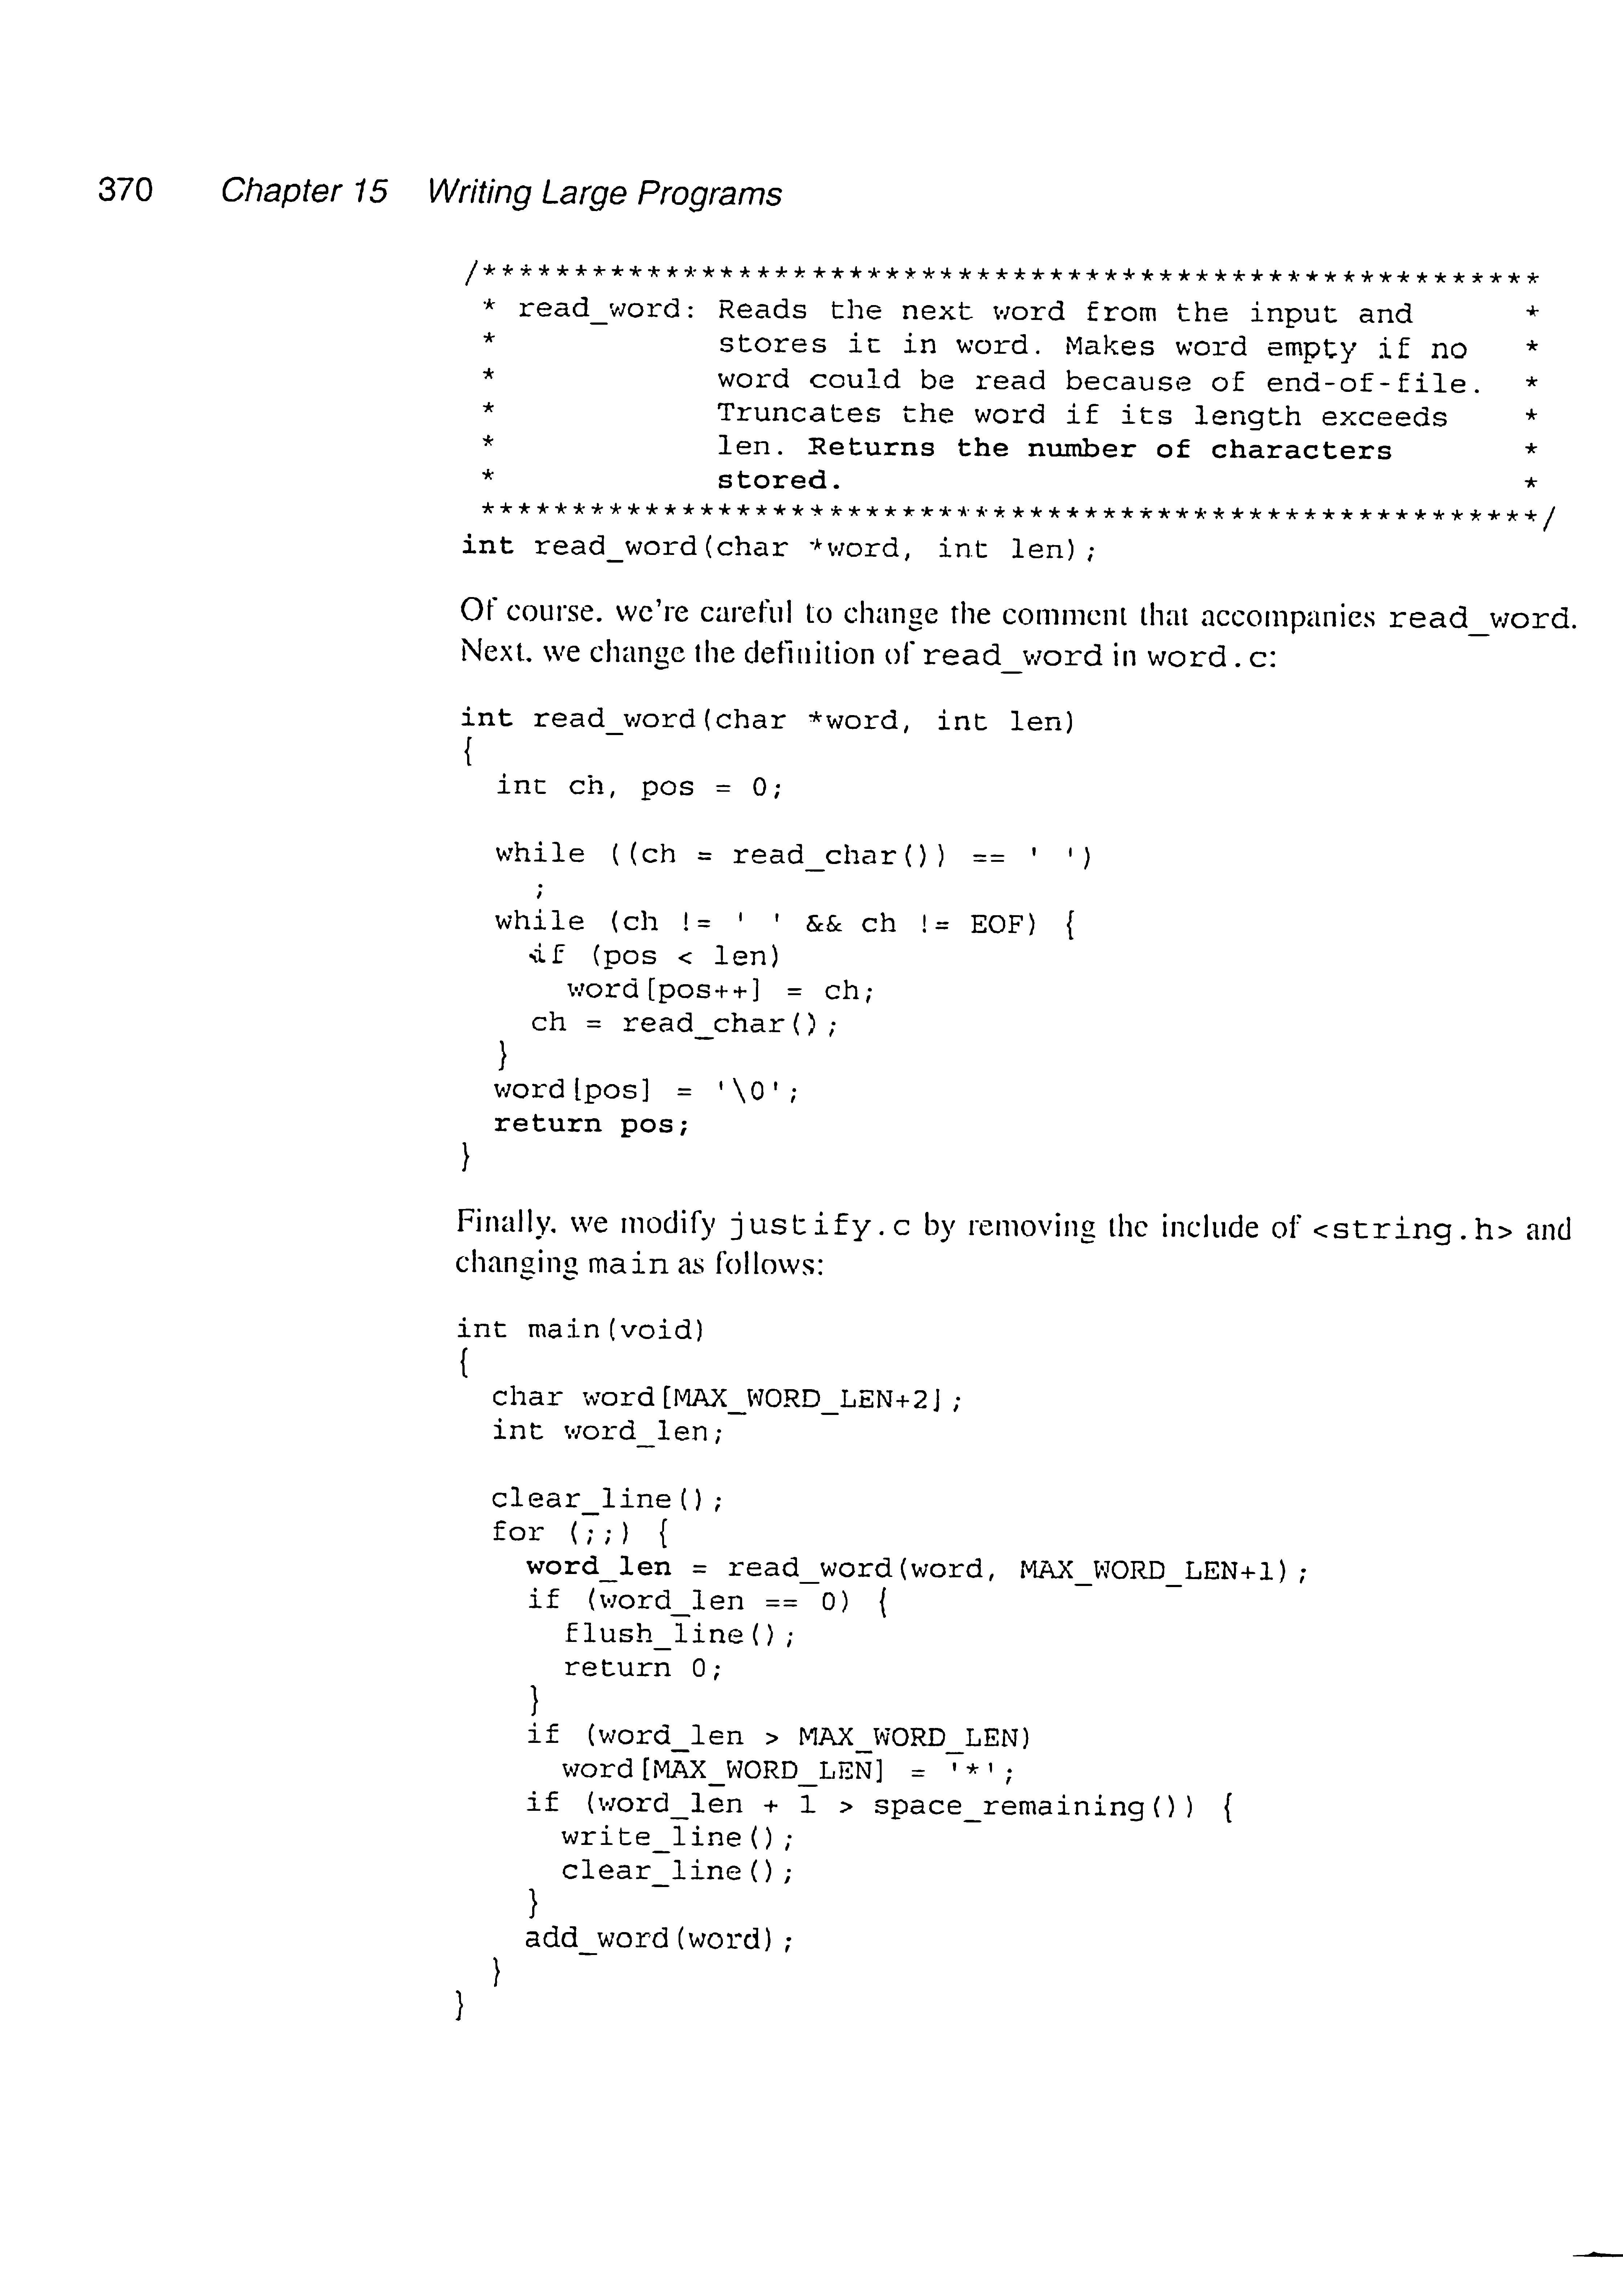 370 Chapter 15 Writing Large Programs
/**********************************************************
 * read_word: Reads the next word from the input and      *
 *            stores it in word. Makes word empty if no   *
 *            word could be read because of end-of-file.  *
 *            Truncates the word if its length exceeds    *
 *            len. Returns the number of characters       *
 *            stored.                                     *
 **********************************************************/
int read_word(char *word, int len);
Of course, we're careful to change the comment that accompanies read_word.
Next, we change the definition of read_word in word.c:
int read_word(char *word, int len)
{
  int ch, pos = 0;
  while ((ch = read_char()) == ' ')
    ;
  while (ch != ' ' && ch != EOF) {
    if (pos < len)
      word[pos++] = ch;
    ch = read_char();
  }
  word[pos] = '\0';
  return pos;
}
Finally, we modify justify.c by removing the include of <string.h> and
changing main as follows:
int main(void)
{
  char word[MAX_WORD_LEN+2];
  int word_len;
  clear_line();
  for (;;) {
    word_len = read_word(word, MAX_WORD_LEN+1);
    if (word_len == 0) {
      flush_line();
      return 0;
    }
    if (word_len > MAX_WORD_LEN)
      word[MAX_WORD_LEN] = '*';
    if (word_len + 1 > space_remaining()) {
      write_line();
      clear_line();
    }
    add_word(word);
  }
}